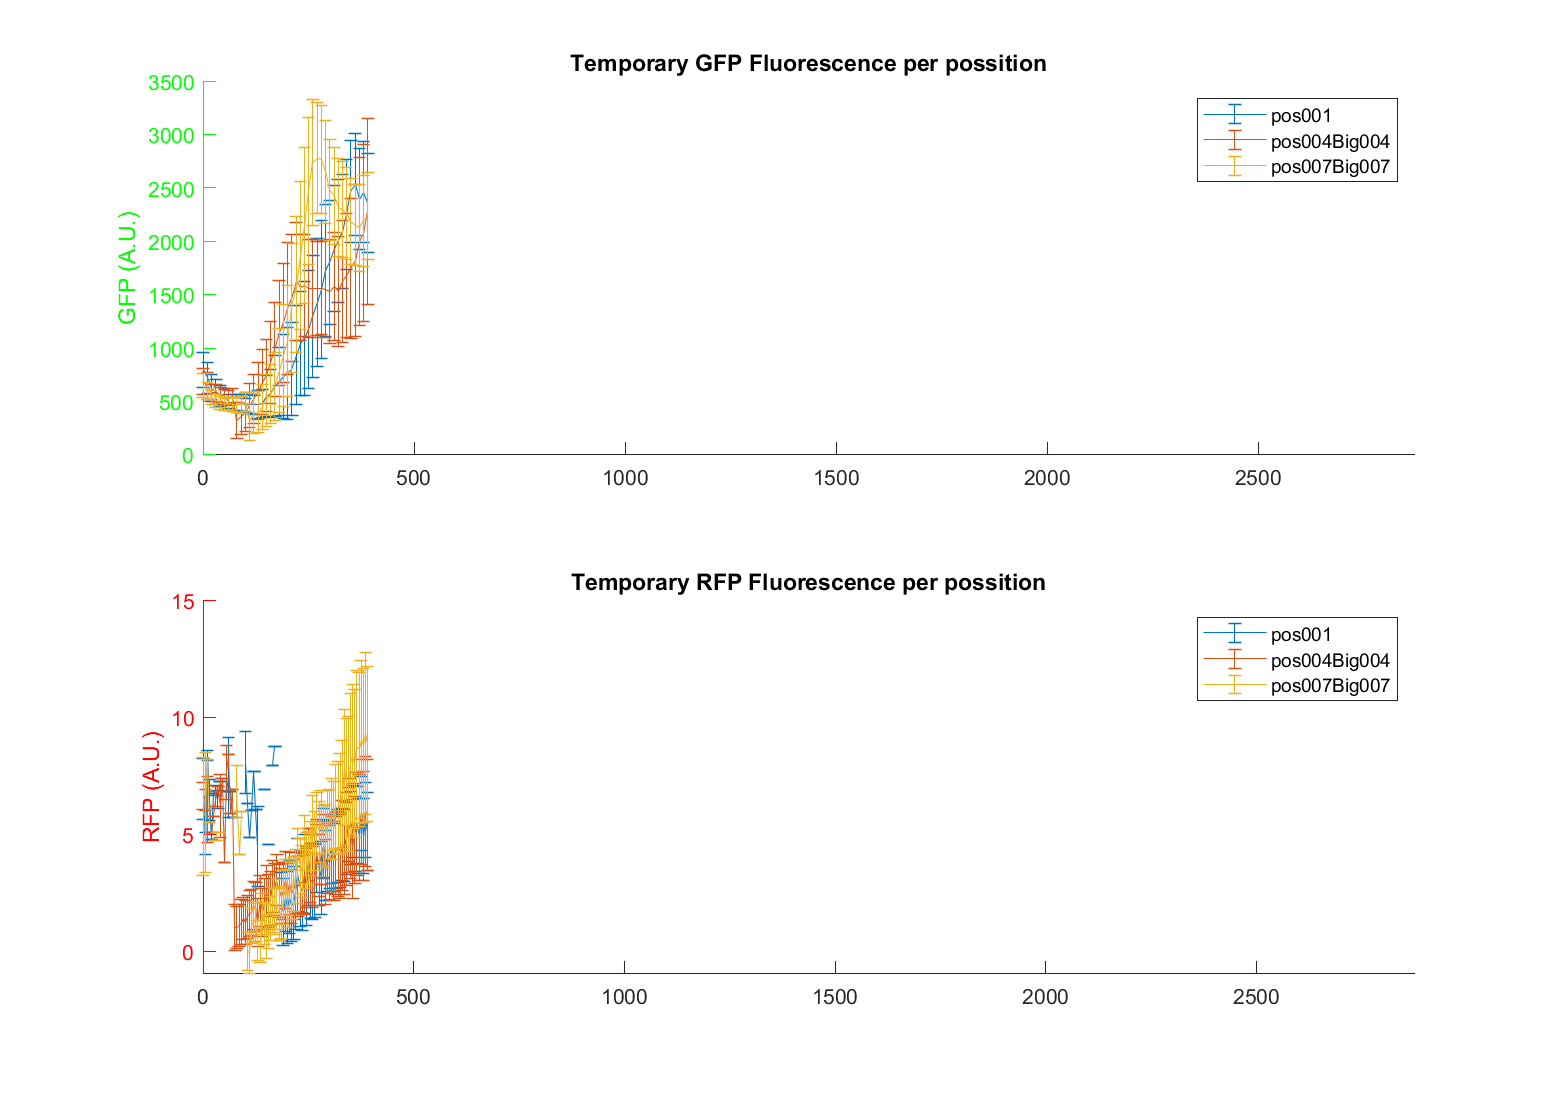 Temporary GFP Fluorescence per possition
3500
3000
2500
2000
1500
1000
500
0
GFP (A.U.)
pos001
pos004Big004
pos007Big007
0 500 1000 1500 2000 2500
Temporary RFP Fluorescence per possition
15
10
5
0
RFP (A.U.)
pos001
pos004Big004
pos007Big007
0 500 1000 1500 2000 2500